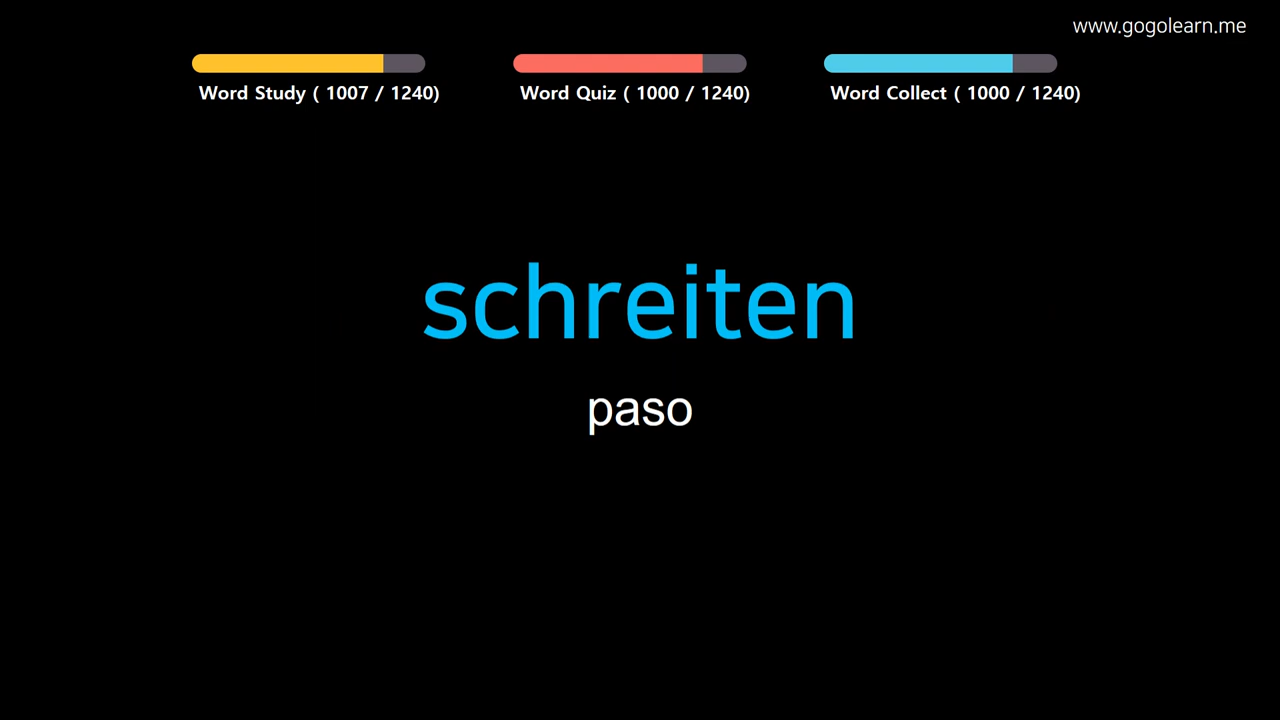 www.gogolearn.me
Word Study ( 1007 / 1240)
Word Quiz ( 1000 / 1240)
Word Collect ( 1000 / 1240)
schreiten
paso